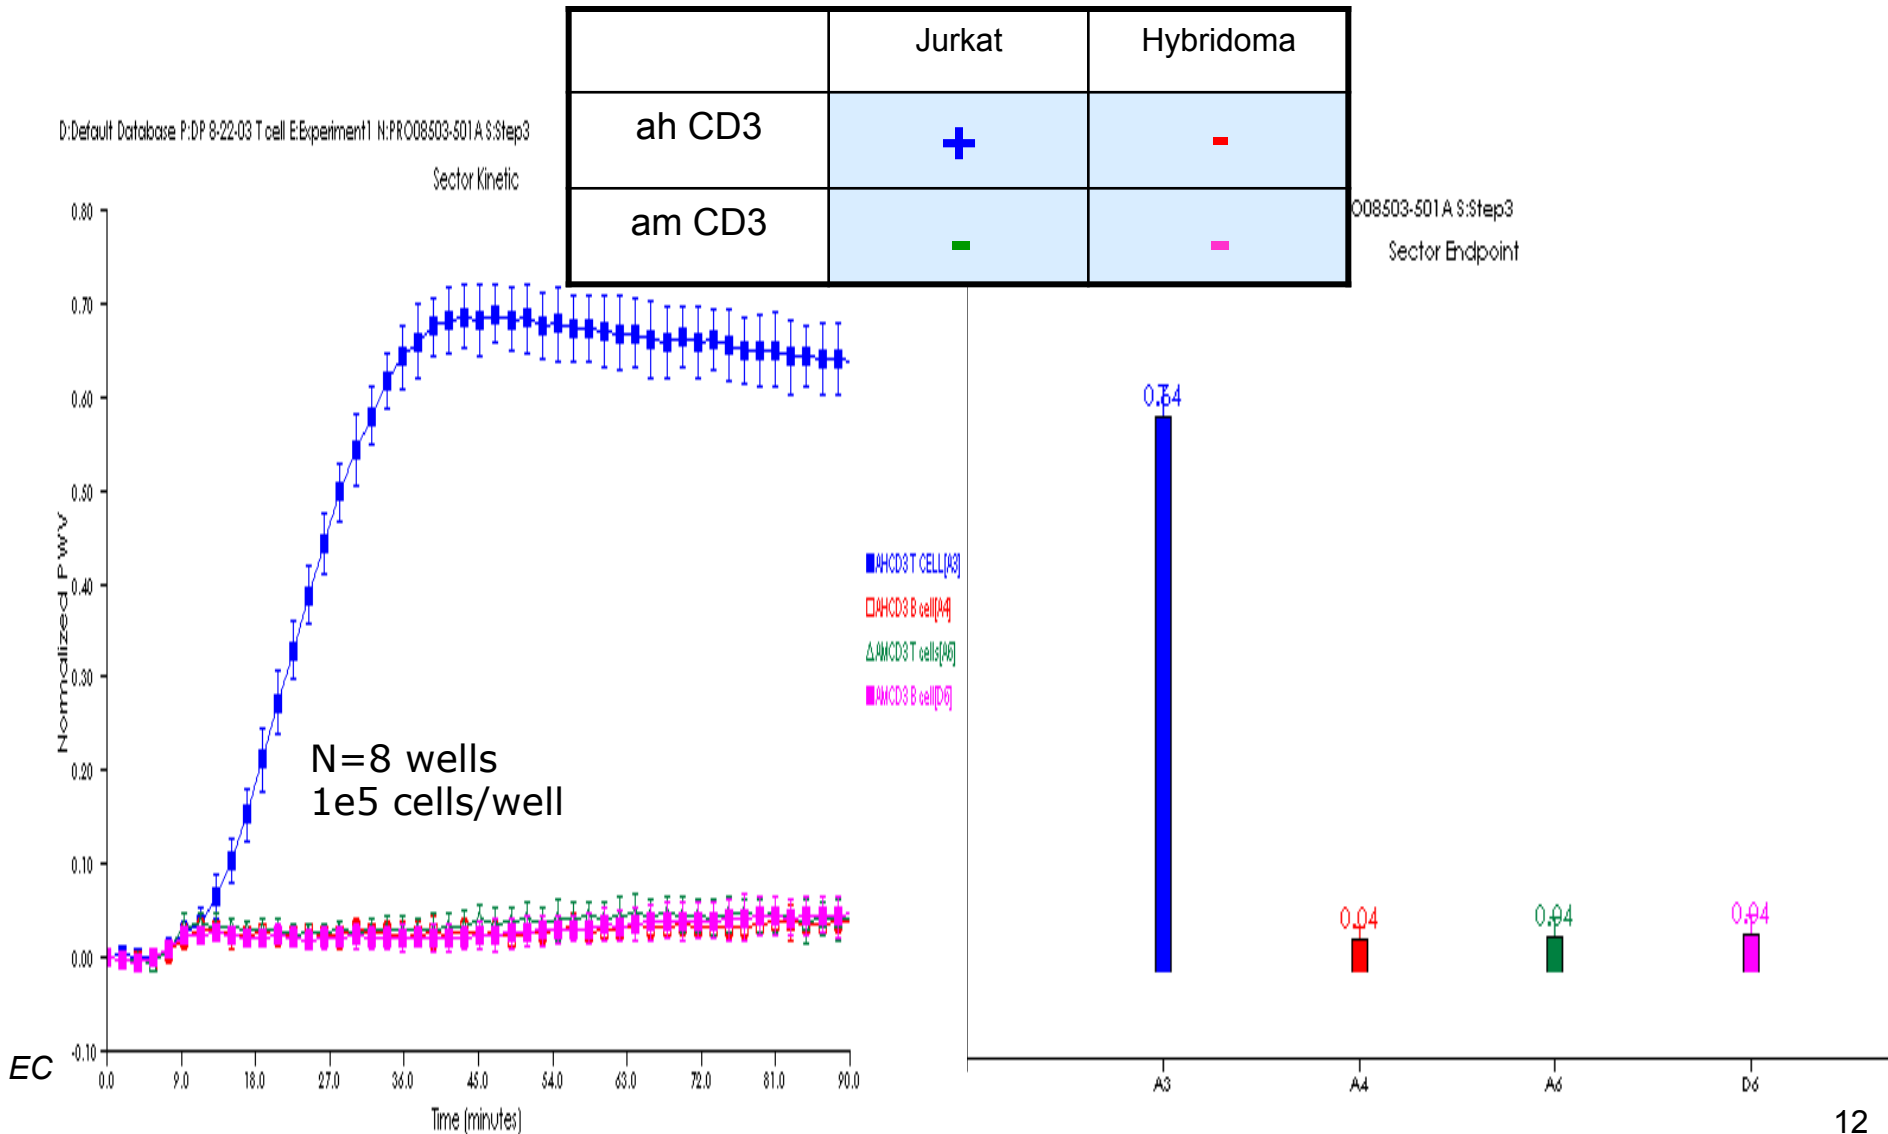 Jurkat Hybridoma
ah CD3 + -
am CD3 - -
D:Default Database P:DP 8-22-03 T cell E:Experiment1 N:PRO08503-501A S:Step3
Sector Kinetic
O08503-501A S:Step3
Sector Endpoint
Normalized PWV
0.80
0.70
0.60
0.50
0.40
0.30
0.20
0.10
0.00
-0.10
0.0 9.0 18.0 27.0 36.0 45.0 54.0 63.0 72.0 81.0 90.0
Time (minutes)
N=8 wells
1e5 cells/well
AHCD3 T CELL[A3]
AHCD3 B cell[A4]
AMCD3 T cells[A6]
AMCD3 B cell[D6]
0.64
0.04
0.04
0.04
A3 A4 A6 D6
EC
12